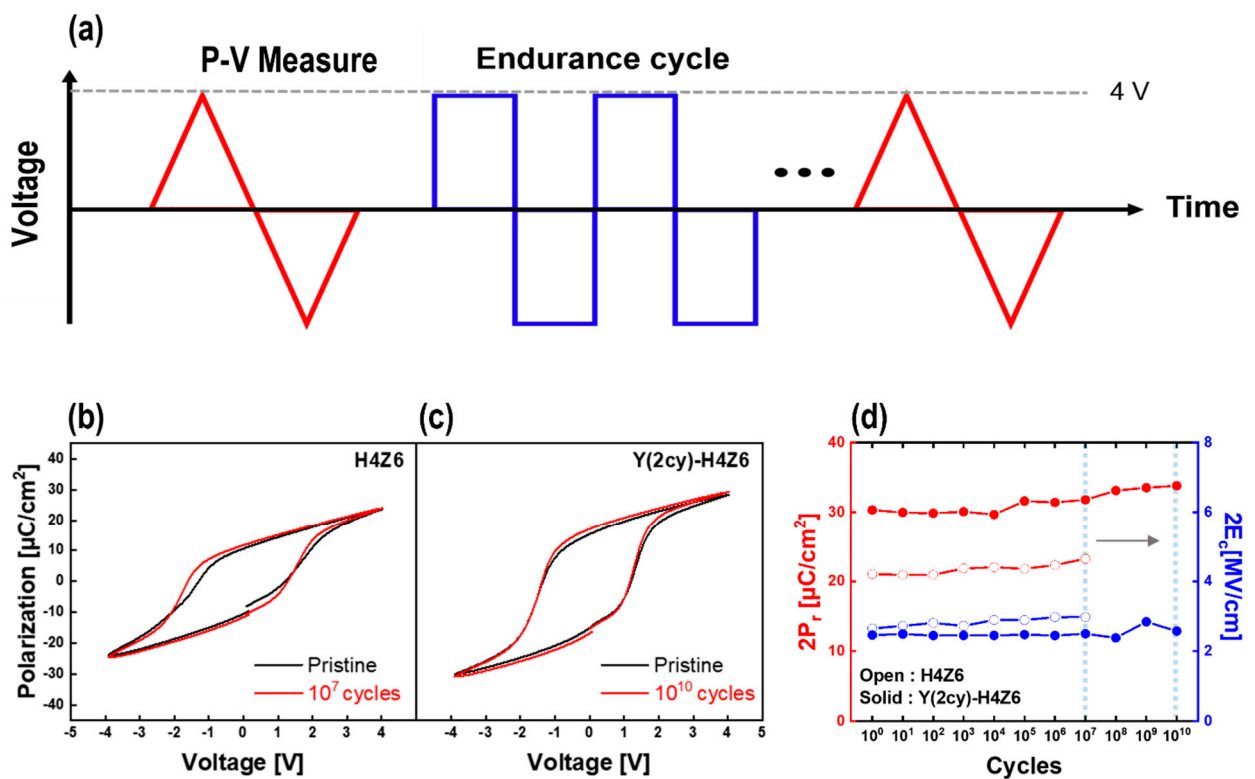 (a)
P-V Measure
Endurance cycle
4 V
Voltage
Time
(b)
H4Z6
Polarization [µC/cm²]
40
30
20
10
0
-10
-20
-30
-40
Pristine
10⁷ cycles
-5 -4 -3 -2 -1 0 1 2 3 4
Voltage [V]
(c)
Y(2cy)-H4Z6
Pristine
10¹⁰ cycles
5 -4 -3 -2 -1 0 1 2 3 4 5
Voltage [V]
(d)
2Pr [µC/cm²]
40
30
20
10
0
8
6
4
2
0
2Ec[MV/cm]
Open : H4Z6
Solid : Y(2cy)-H4Z6
10⁰ 10¹ 10² 10³ 10⁴ 10⁵ 10⁶ 10⁷ 10⁸ 10⁹ 10¹⁰
Cycles